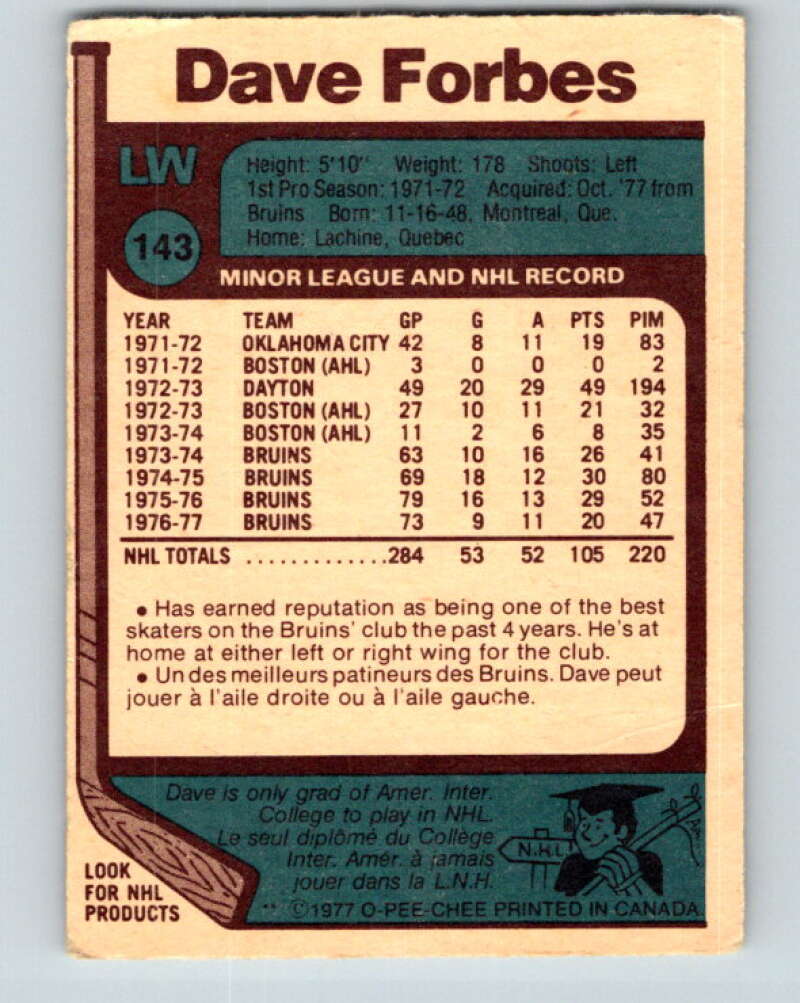 Dave Forbes
LW
143
Height: 5'10" Weight: 178 Shoots: Left
1st Pro Season: 1971-72 Acquired: Oct. '77 from
Bruins Born: 11-16-48, Montreal, Que.
Home: Lachine, Quebec
MINOR LEAGUE AND NHL RECORD
YEAR TEAM GP G A PTS PIM
1971-72 OKLAHOMA CITY 42 8 11 19 83
1971-72 BOSTON (AHL) 3 0 0 0 2
1972-73 DAYTON 49 20 29 49 194
1972-73 BOSTON (AHL) 27 10 11 21 32
1973-74 BOSTON (AHL) 11 2 6 8 35
1973-74 BRUINS 63 10 16 26 41
1974-75 BRUINS 69 18 12 30 80
1975-76 BRUINS 79 16 13 29 52
1976-77 BRUINS 73 9 11 20 47
NHL TOTALS .............284 53 52 105 220
• Has earned reputation as being one of the best
skaters on the Bruins' club the past 4 years. He's at
home at either left or right wing for the club.
• Un des meilleurs patineurs des Bruins. Dave peut
jouer à l'aile droite ou à l'aile gauche.
Dave is only grad of Amer. Inter.
College to play in NHL.
Le seul diplômé du Collège
Inter. Amér. à jamais
jouer dans la L.N.H.
N.H.L.
LOOK
FOR NHL
PRODUCTS
** ©1977 O-PEE-CHEE PRINTED IN CANADA